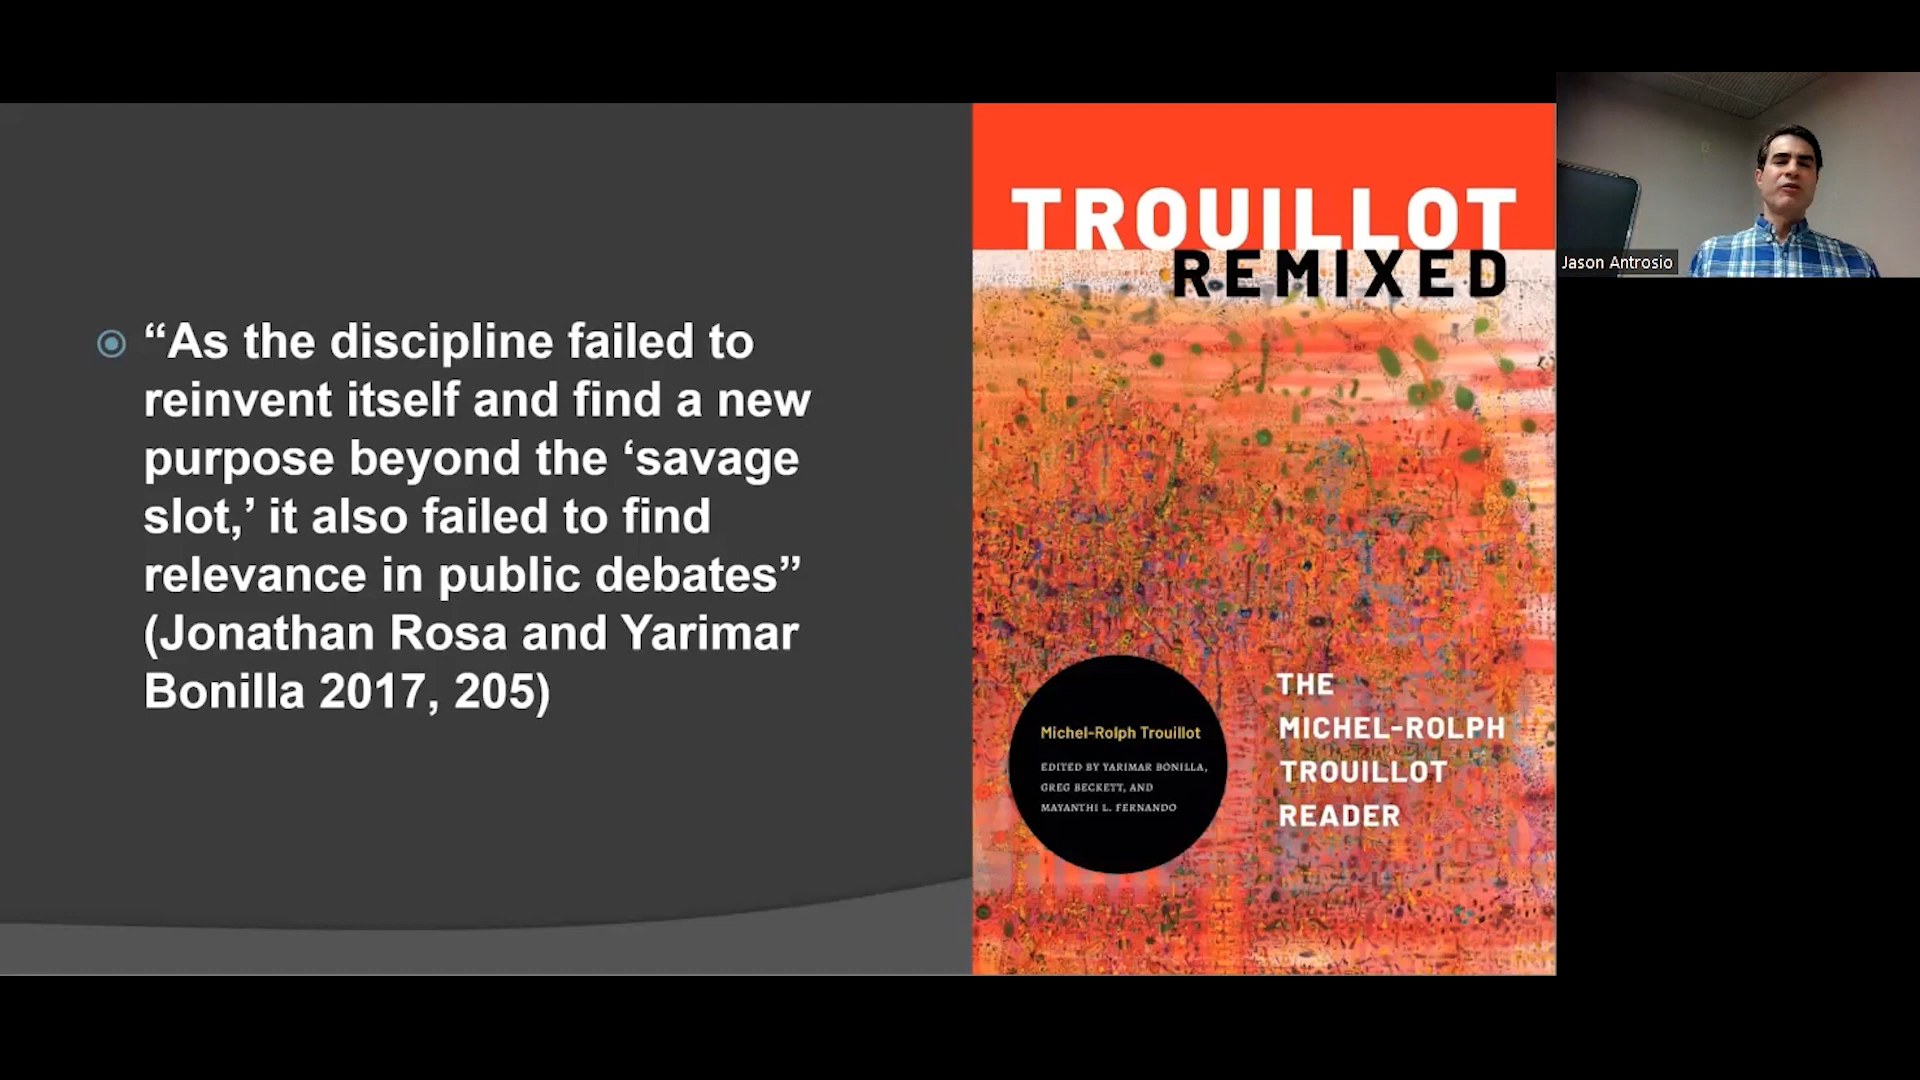 “As the discipline failed to
reinvent itself and find a new
purpose beyond the ‘savage
slot,’ it also failed to find
relevance in public debates”
(Jonathan Rosa and Yarimar
Bonilla 2017, 205)
TROUILLOT
REMIXED
Michel-Rolph Trouillot
EDITED BY YARIMAR BONILLA,
GREG BECKETT, AND
MAYANTHI L. FERNANDO
THE
MICHEL-ROLPH
TROUILLOT
READER
Jason Antrosio